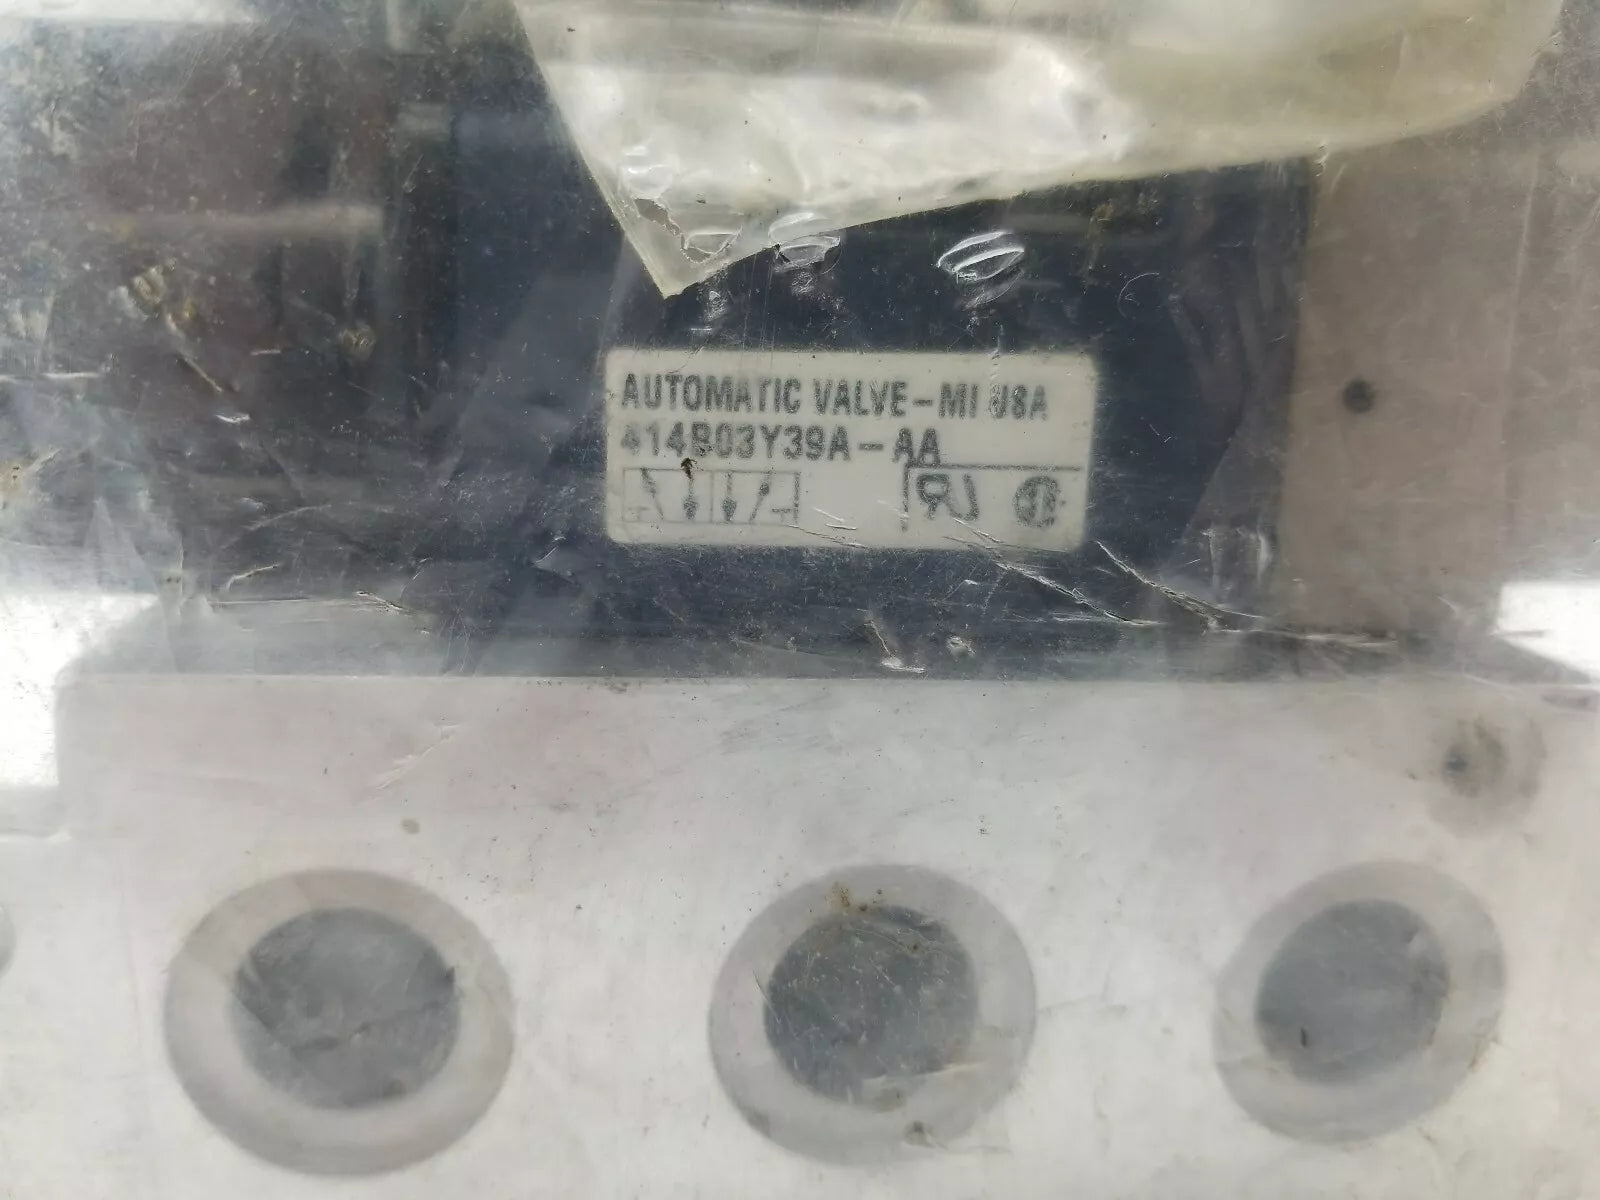 AUTOMATIC VALVE-MI USA
414B03Y39A-AA